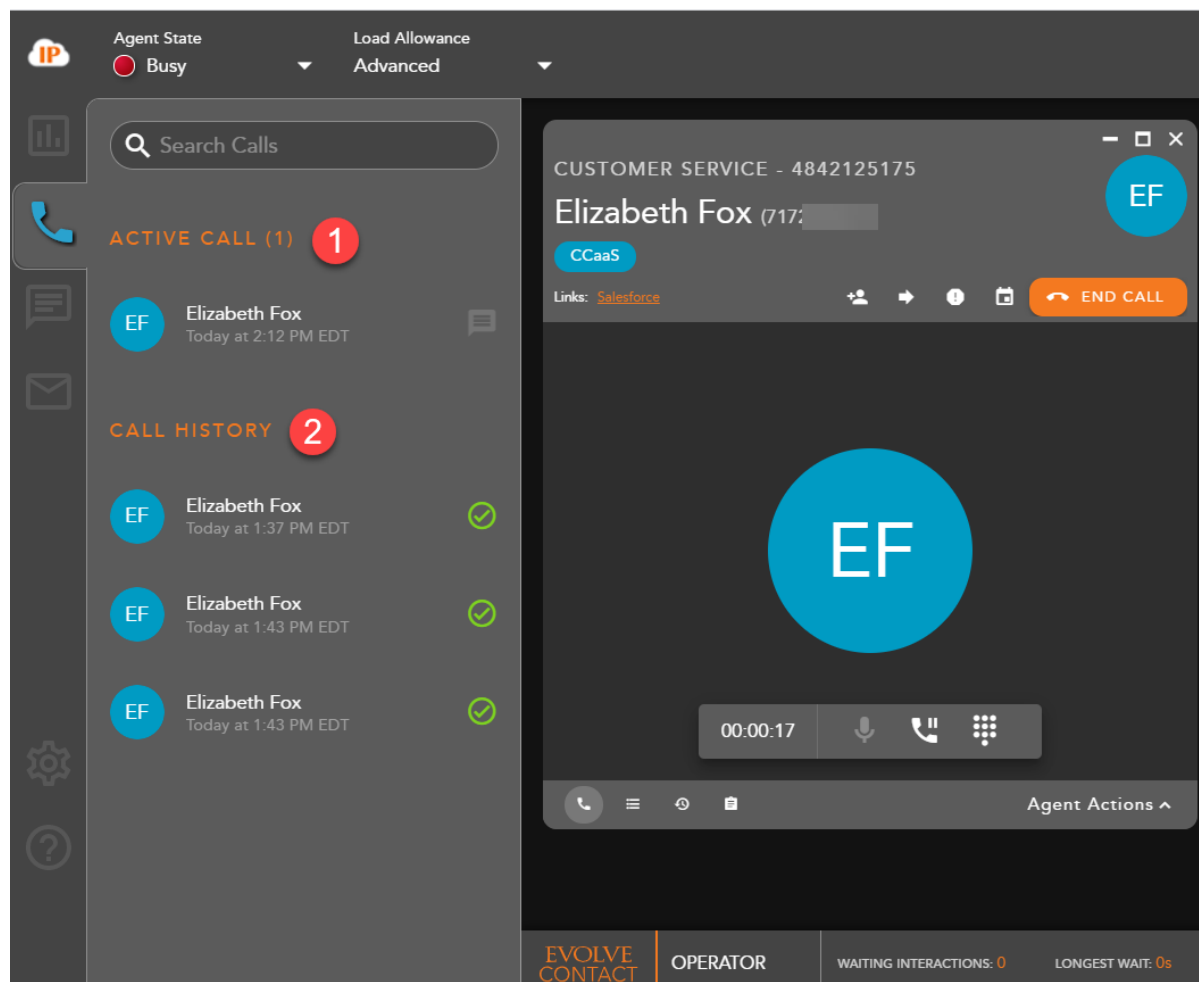 IP
Agent State
Busy
Load Allowance
Advanced
Search Calls
ACTIVE CALL (1)
1
EF
Elizabeth Fox
Today at 2:12 PM EDT
CALL HISTORY
2
EF
Elizabeth Fox
Today at 1:37 PM EDT
EF
Elizabeth Fox
Today at 1:43 PM EDT
EF
Elizabeth Fox
Today at 1:43 PM EDT
CUSTOMER SERVICE - 4842125175
Elizabeth Fox (717
EF
CCaaS
Links: Salesforce
END CALL
EF
00:00:17
Agent Actions
EVOLVE
CONTACT
OPERATOR
WAITING INTERACTIONS: 0
LONGEST WAIT: 0s